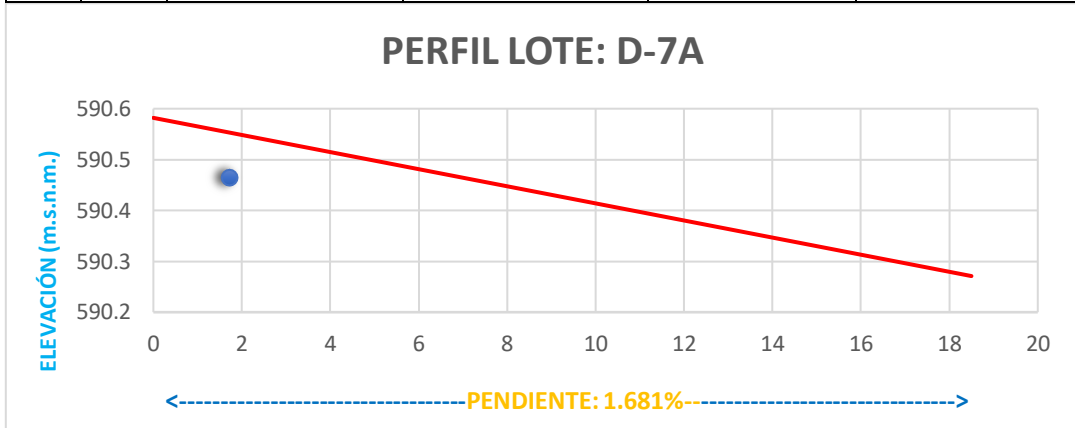 PERFIL LOTE: D-7A
590.6
590.5
590.4
590.3
590.2
ELEVACIÓN (m.s.n.m.)
0 2 4 6 8 10 12 14 16 18 20
<----------------------------------PENDIENTE: 1.681%------------------------------>